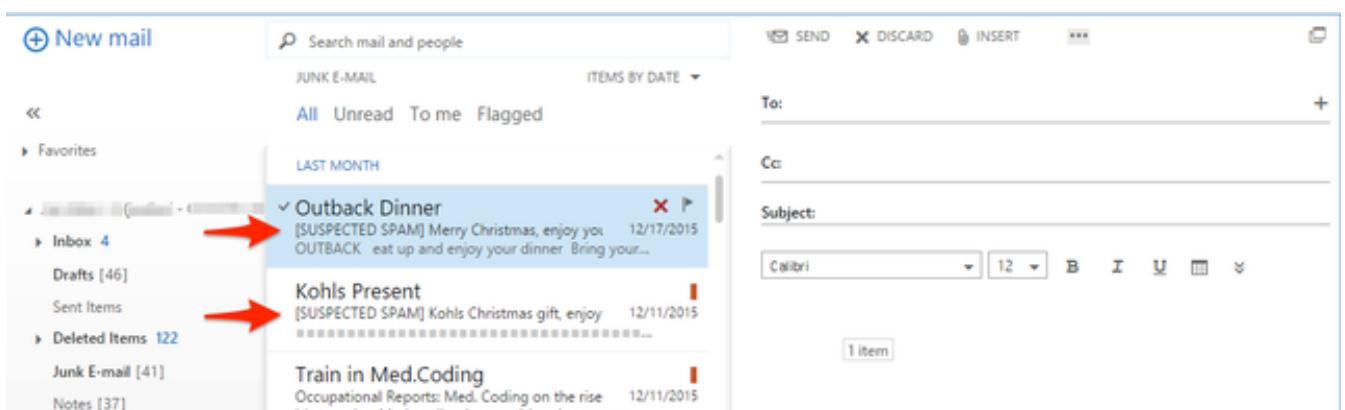 New mail
«
Favorites
Inbox 4
Drafts [46]
Sent Items
Deleted Items 122
Junk E-mail [41]
Notes [37]
Search mail and people
JUNK E-MAIL ITEMS BY DATE
All Unread To me Flagged
LAST MONTH
Outback Dinner
[SUSPECTED SPAM] Merry Christmas, enjoy you 12/17/2015
OUTBACK eat up and enjoy your dinner Bring your...
Kohls Present
[SUSPECTED SPAM] Kohls Christmas gift, enjoy 12/11/2015
Train in Med.Coding
Occupational Reports: Med. Coding on the rise 12/11/2015
SEND DISCARD INSERT ...
To: +
Cc:
Subject:
Calibri 12 B I U
1 item